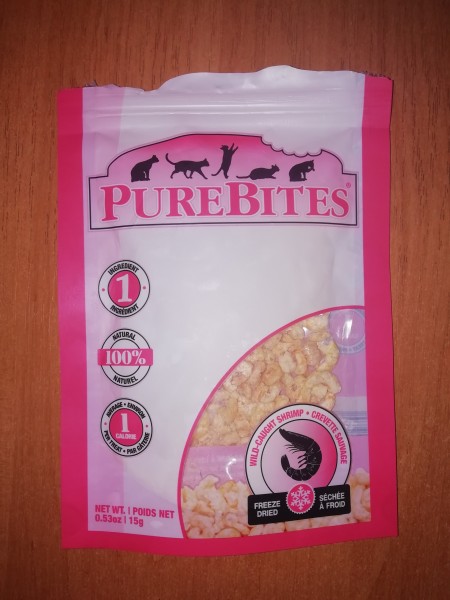 PUREBITES®
INGREDIENT
1
INGRÉDIENT
NATURAL
100%
NATUREL
AVERAGE • ENVIRON
1
CALORIE
PER TREAT • PAR GÂTERIE
WILD-CAUGHT SHRIMP • CREVETTE SAUVAGE
FREEZE
DRIED
SÉCHÉE
À FROID
NET WT. | POIDS NET
0.53oz | 15g